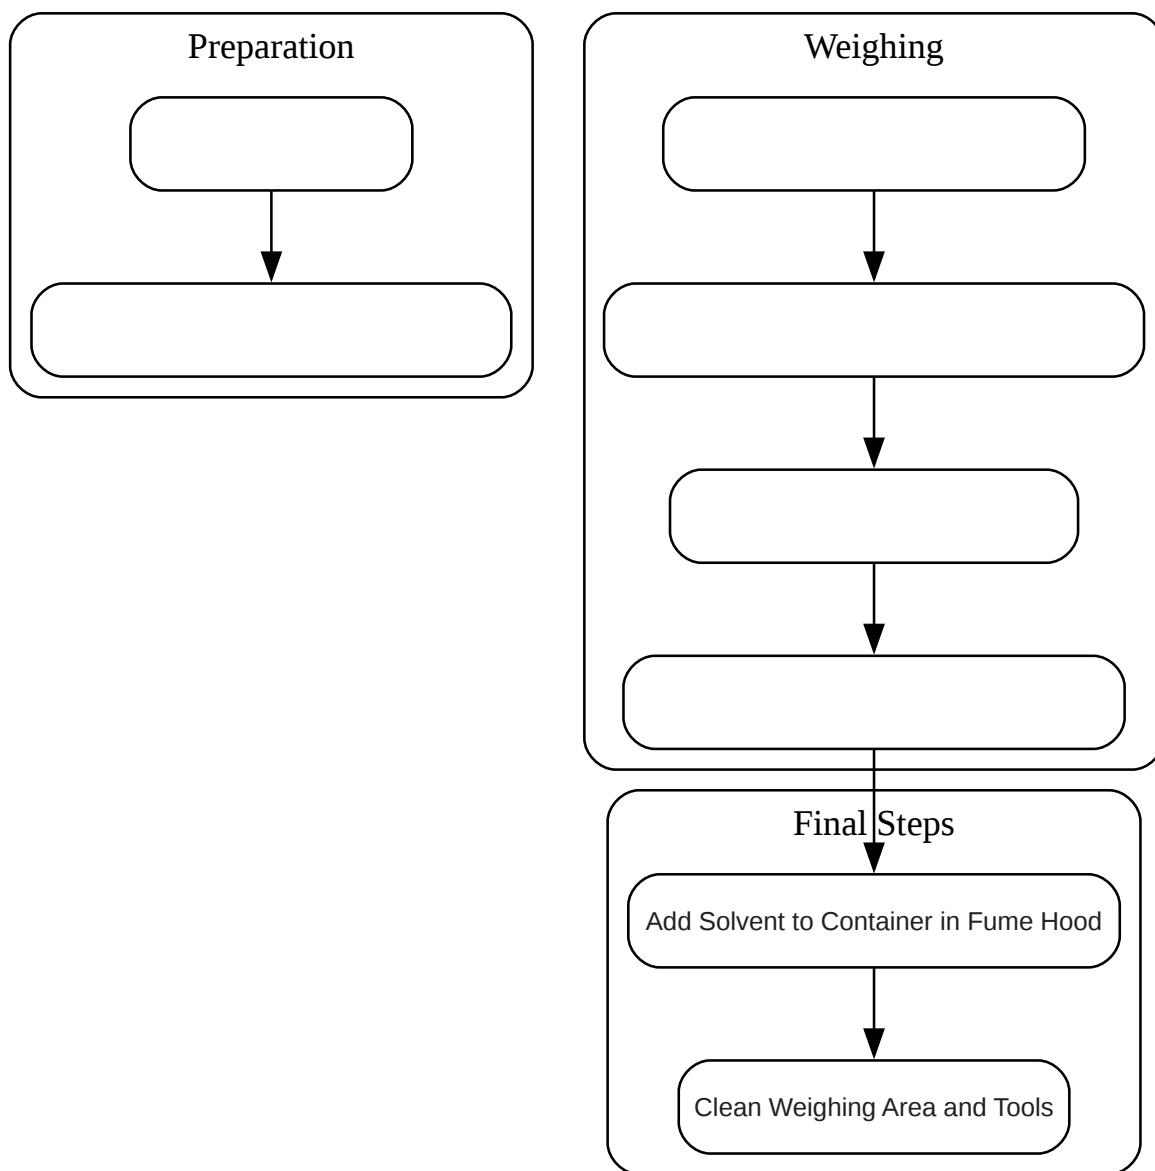 Preparation
Weighing
Final Steps
Add Solvent to Container in Fume Hood
Clean Weighing Area and Tools